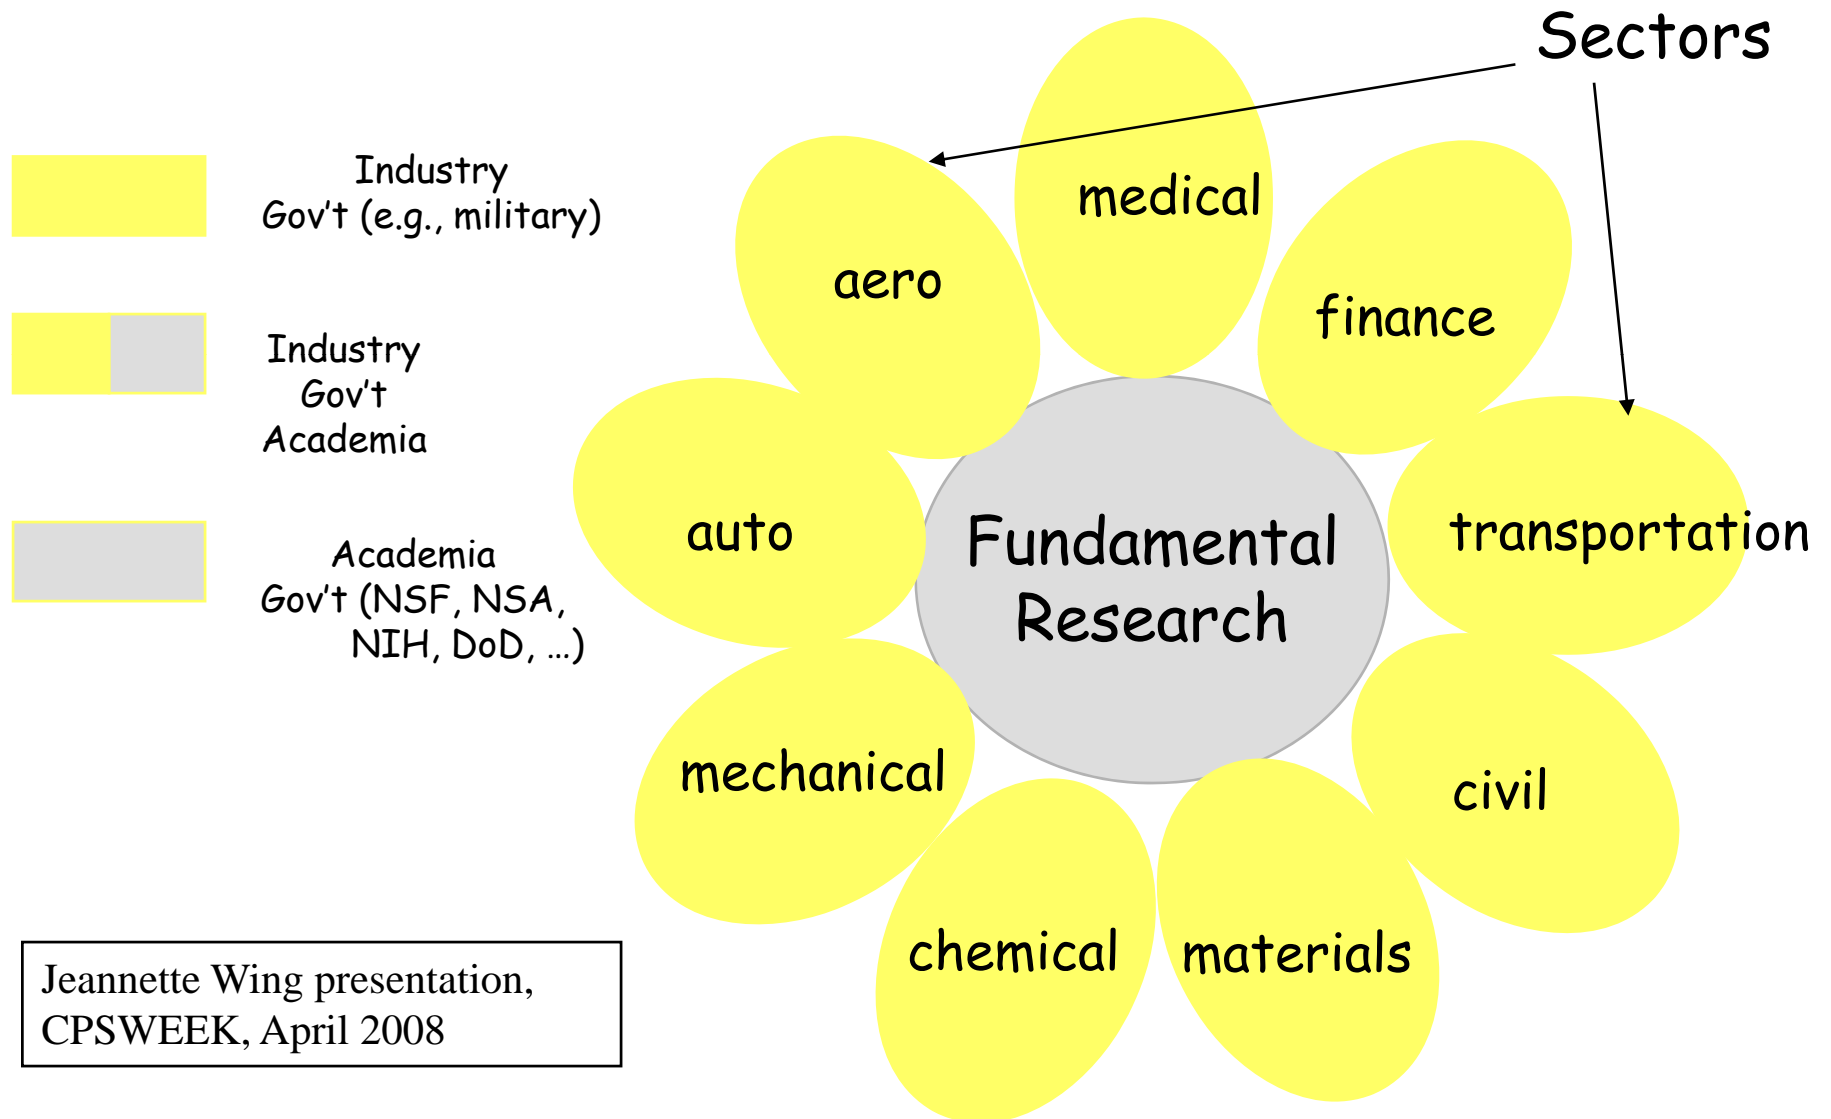 Sectors
Industry
Gov't (e.g., military)
Industry
Gov't
Academia
Academia
Gov't (NSF, NSA,
NIH, DoD, ...)
medical
aero
finance
auto
transportation
Fundamental
Research
mechanical
civil
chemical
materials
Jeannette Wing presentation,
CPSWEEK, April 2008